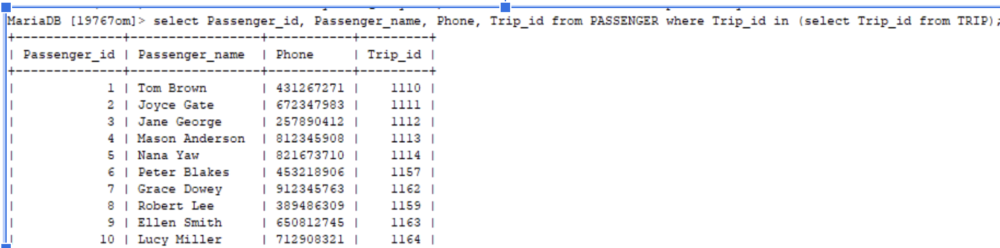 MariaDB [19767om]> select Passenger_id, Passenger_name, Phone, Trip_id from PASSENGER where Trip_id in (select Trip_id from TRIP);
+--------------+----------------+-----------+---------+
| Passenger_id | Passenger_name | Phone | Trip_id |
+--------------+----------------+-----------+---------+
| 1 | Tom Brown | 431267271 | 1110 |
| 2 | Joyce Gate | 672347983 | 1111 |
| 3 | Jane George | 257890412 | 1112 |
| 4 | Mason Anderson | 812345908 | 1113 |
| 5 | Nana Yaw | 821673710 | 1114 |
| 6 | Peter Blakes | 453218906 | 1157 |
| 7 | Grace Dowey | 912345763 | 1162 |
| 8 | Robert Lee | 389486309 | 1159 |
| 9 | Ellen Smith | 650812745 | 1163 |
| 10 | Lucy Miller | 712908321 | 1164 |